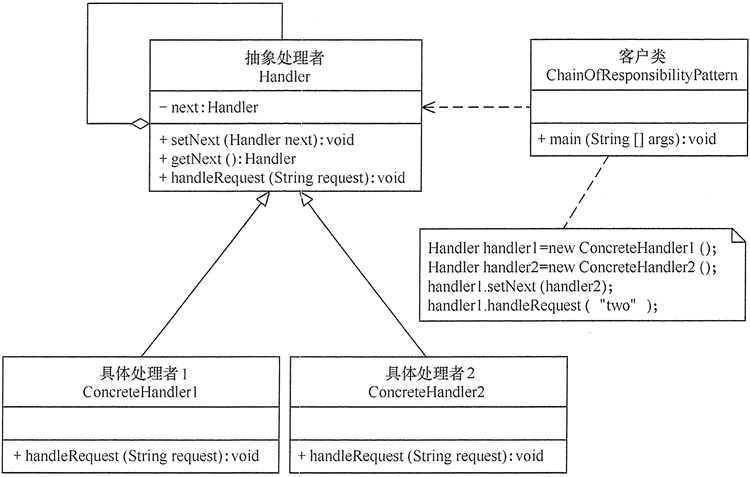 抽象处理者
Handler
- next:Handler
+ setNext (Handler next):void
+ getNext ():Handler
+ handleRequest (String request):void
客户类
ChainOfResponsibilityPattern
+ main (String [] args):void
Handler handler1=new ConcreteHandler1 ();
Handler handler2=new ConcreteHandler2 ();
handler1.setNext (handler2);
handler1.handleRequest ( "two" );
具体处理者1
ConcreteHandler1
+ handleRequest (String request):void
具体处理者2
ConcreteHandler2
+ handleRequest (String request):void